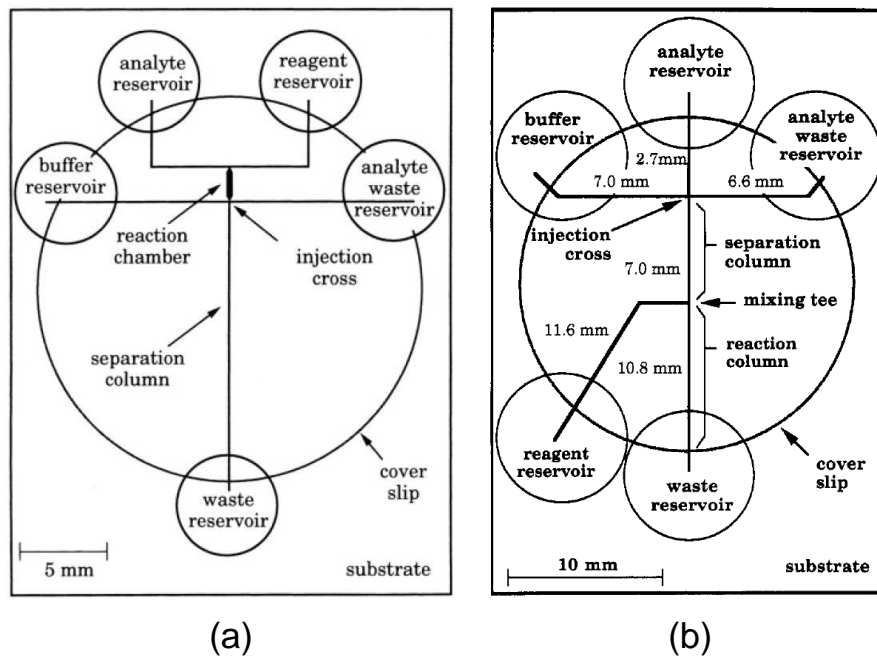 analyte
reservoir
reagent
reservoir
buffer
reservoir
analyte
waste
reservoir
reaction
chamber
injection
cross
separation
column
waste
reservoir
cover
slip
5 mm
substrate
(a)
analyte
reservoir
buffer
reservoir
analyte
waste
reservoir
2.7mm
7.0 mm
6.6 mm
injection
cross
separation
column
7.0 mm
mixing tee
11.6 mm
10.8 mm
reaction
column
reagent
reservoir
waste
reservoir
cover
slip
10 mm
substrate
(b)